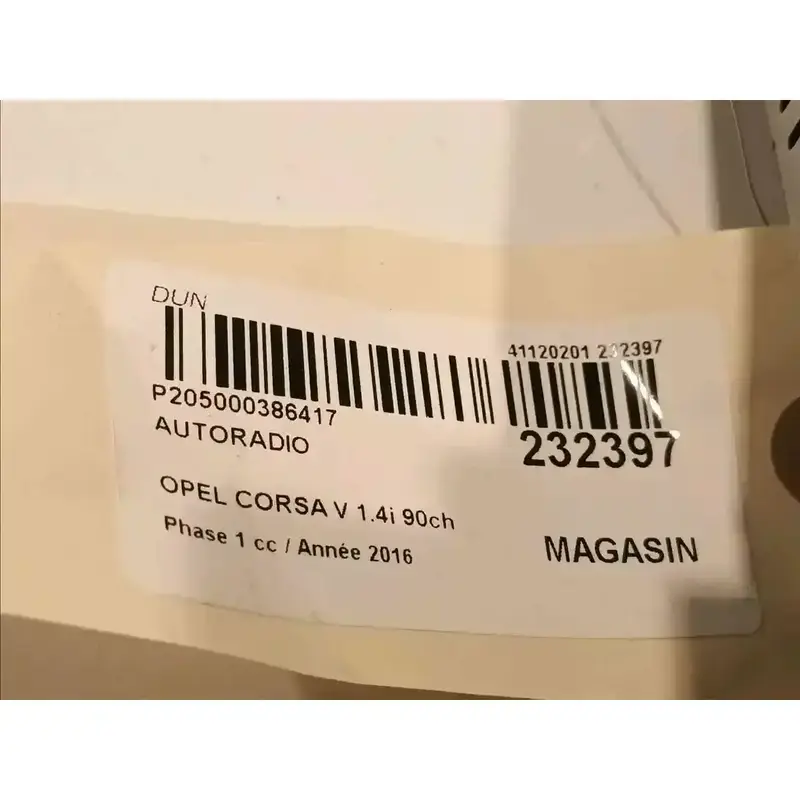 DUN
41120201 232397
P205000386417
232397
AUTORADIO
OPEL CORSA V 1.4i 90ch
Phase 1 cc / Année 2016
MAGASIN